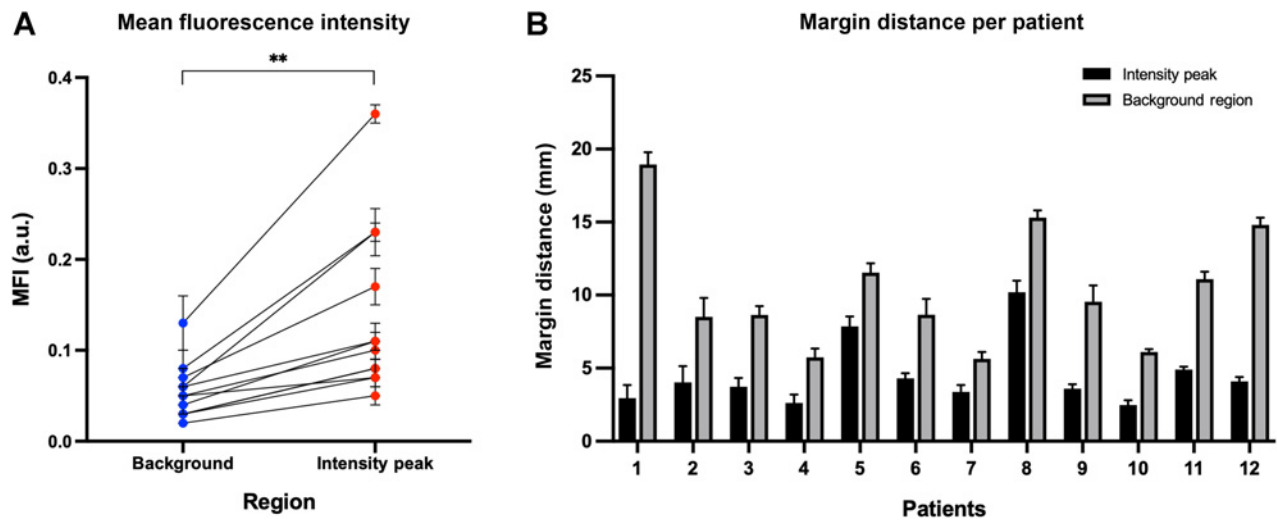 A
Mean fluorescence intensity
**
0.4
0.3
0.2
0.1
0.0
MFI (a.u.)
Background
Intensity peak
Region
B
Margin distance per patient
Intensity peak
Background region
25
20
15
10
5
0
Margin distance (mm)
1 2 3 4 5 6 7 8 9 10 11 12
Patients